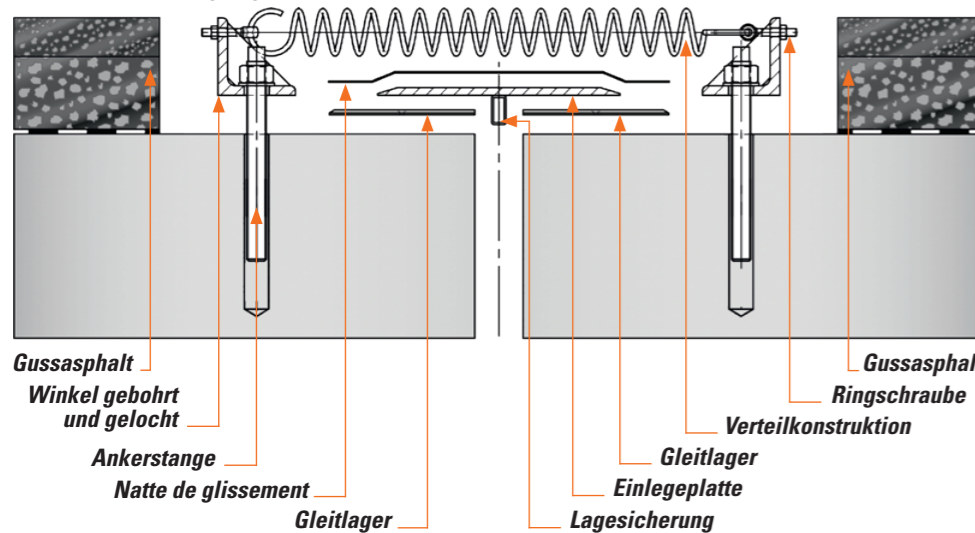 Gussasphalt
Winkel gebohrt
und gelocht
Ankerstange
Natte de glissement
Gleitlager
Gussasphal
Ringschraube
Verteilkonstruktion
Gleitlager
Einlegeplatte
Lagesicherung